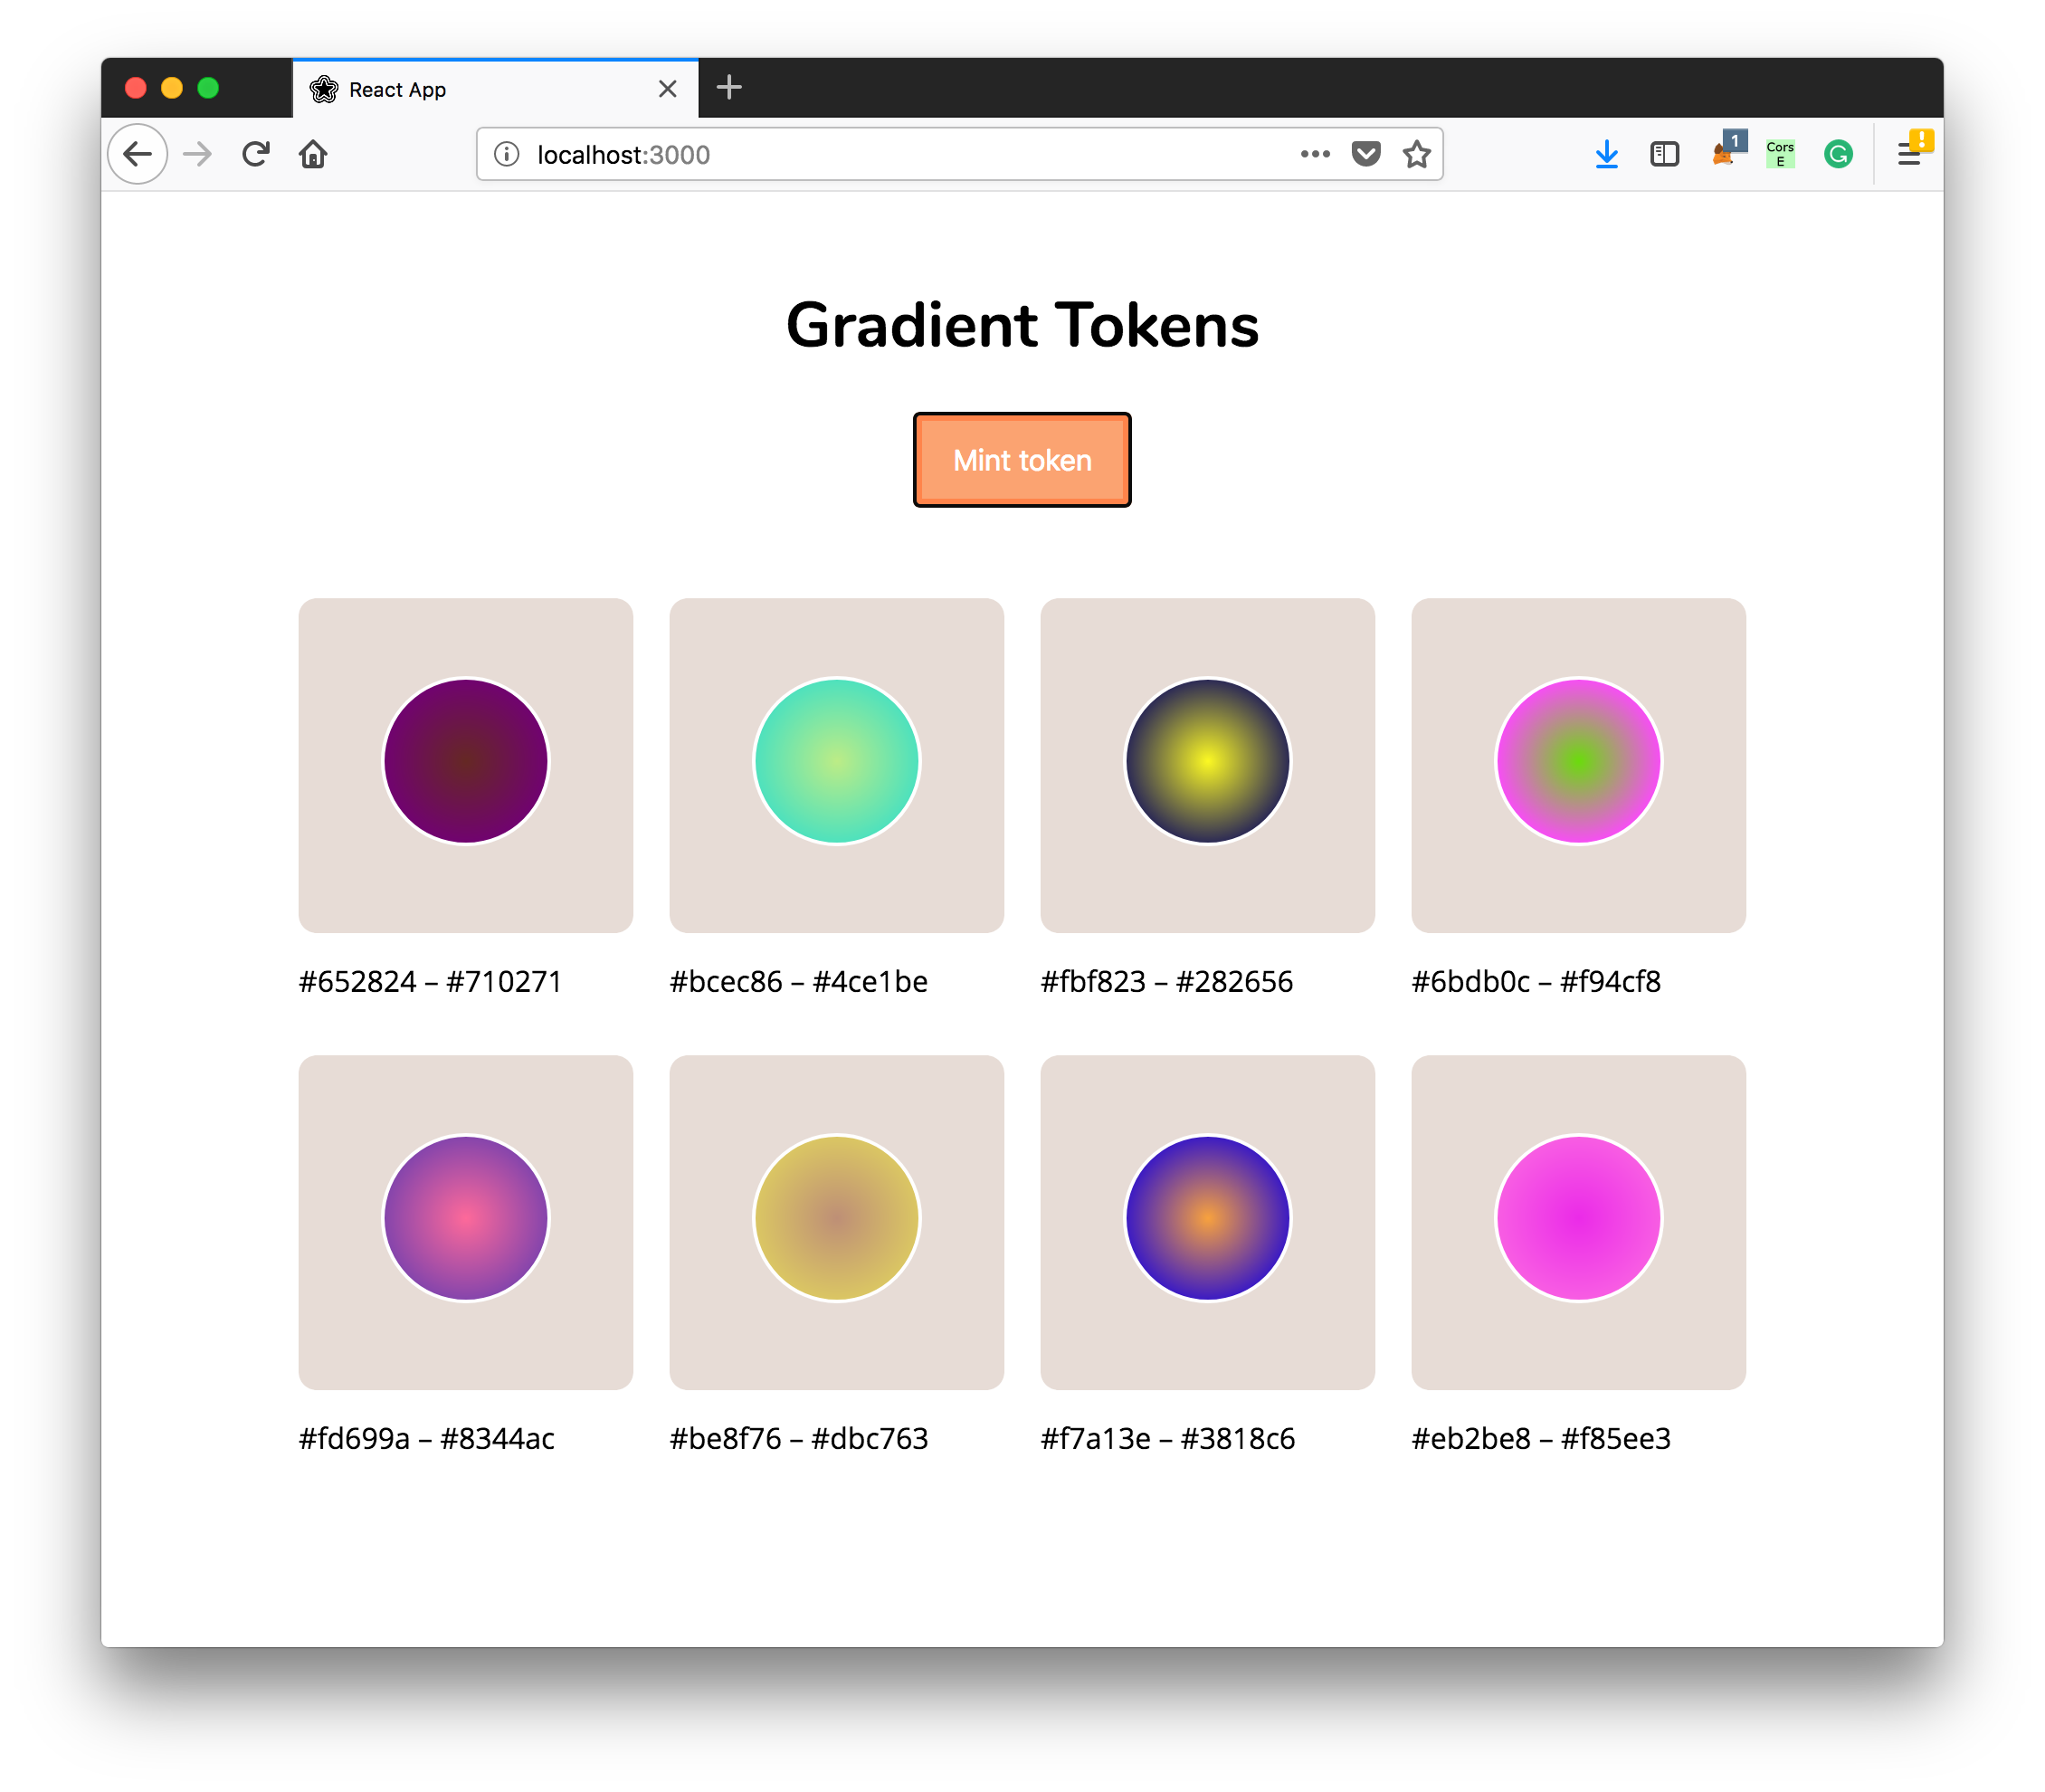 React App
localhost:3000
1
Cors
E
Gradient Tokens
Mint token
#652824 – #710271
#bcec86 – #4ce1be
#fbf823 – #282656
#6bdb0c – #f94cf8
#fd699a – #8344ac
#be8f76 – #dbc763
#f7a13e – #3818c6
#eb2be8 – #f85ee3